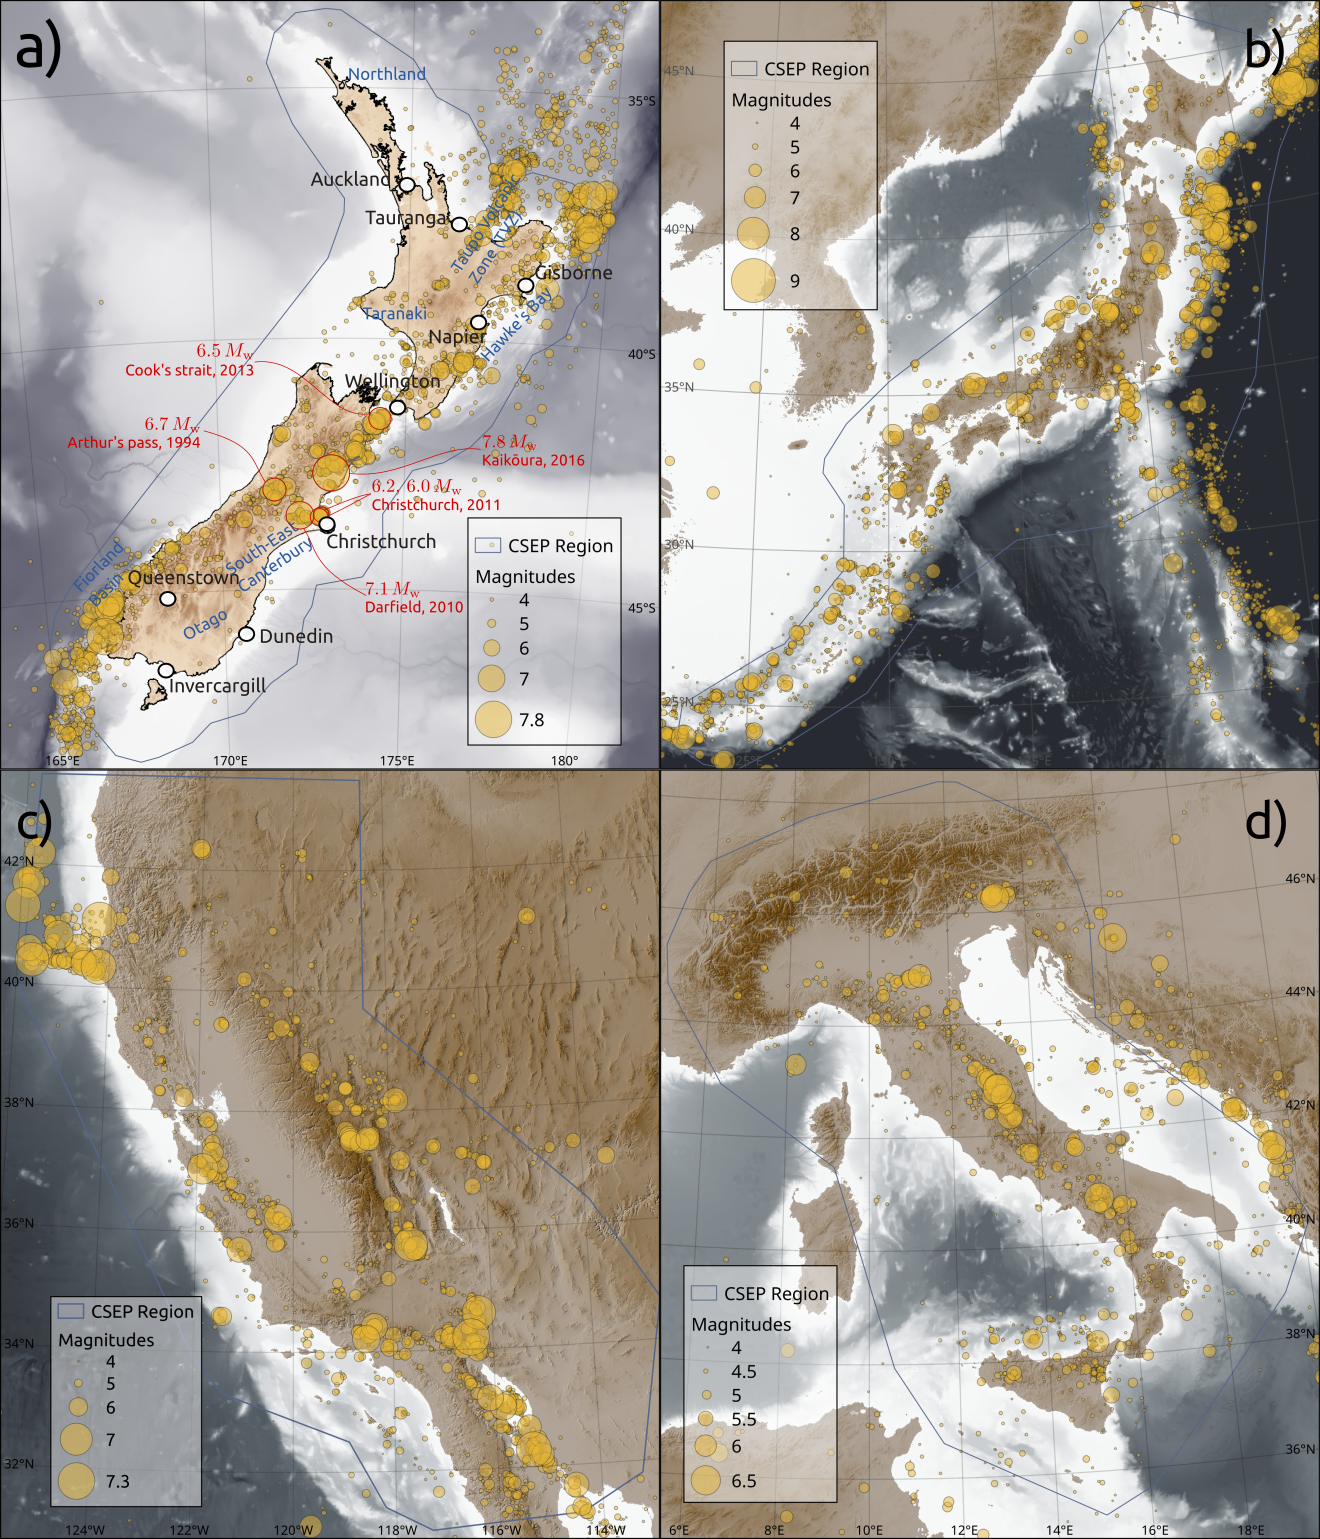 a)
Northland
35°S
Auckland
Tauranga
Taupo Volcanic
Zone (TVZ)
Gisborne
Taranaki
Napier
Hawke's Bay
40°S
6.5 Mw
Cook's strait, 2013
Wellington
6.7 Mw
Arthur's pass, 1994
7.8 Mw
Kaikōura, 2016
6.2, 6.0 Mw
Christchurch, 2011
Christchurch
South-East
Canterbury
Fiorland
Basin
Queenstown
7.1 Mw
Darfield, 2010
45°S
Otago
Dunedin
Invercargill
CSEP Region
Magnitudes
4
5
6
7
7.8
165°E
170°E
175°E
180°
b)
45°N
CSEP Region
Magnitudes
4
5
6
7
8
9
40°N
35°N
30°N
25°N
c)
42°N
40°N
38°N
36°N
34°N
32°N
CSEP Region
Magnitudes
4
5
6
7
7.3
124°W
122°W
120°W
118°W
116°W
114°W
d)
46°N
44°N
42°N
40°N
38°N
36°N
CSEP Region
Magnitudes
4
4.5
5
5.5
6
6.5
6°E
8°E
10°E
12°E
14°E
16°E
18°E